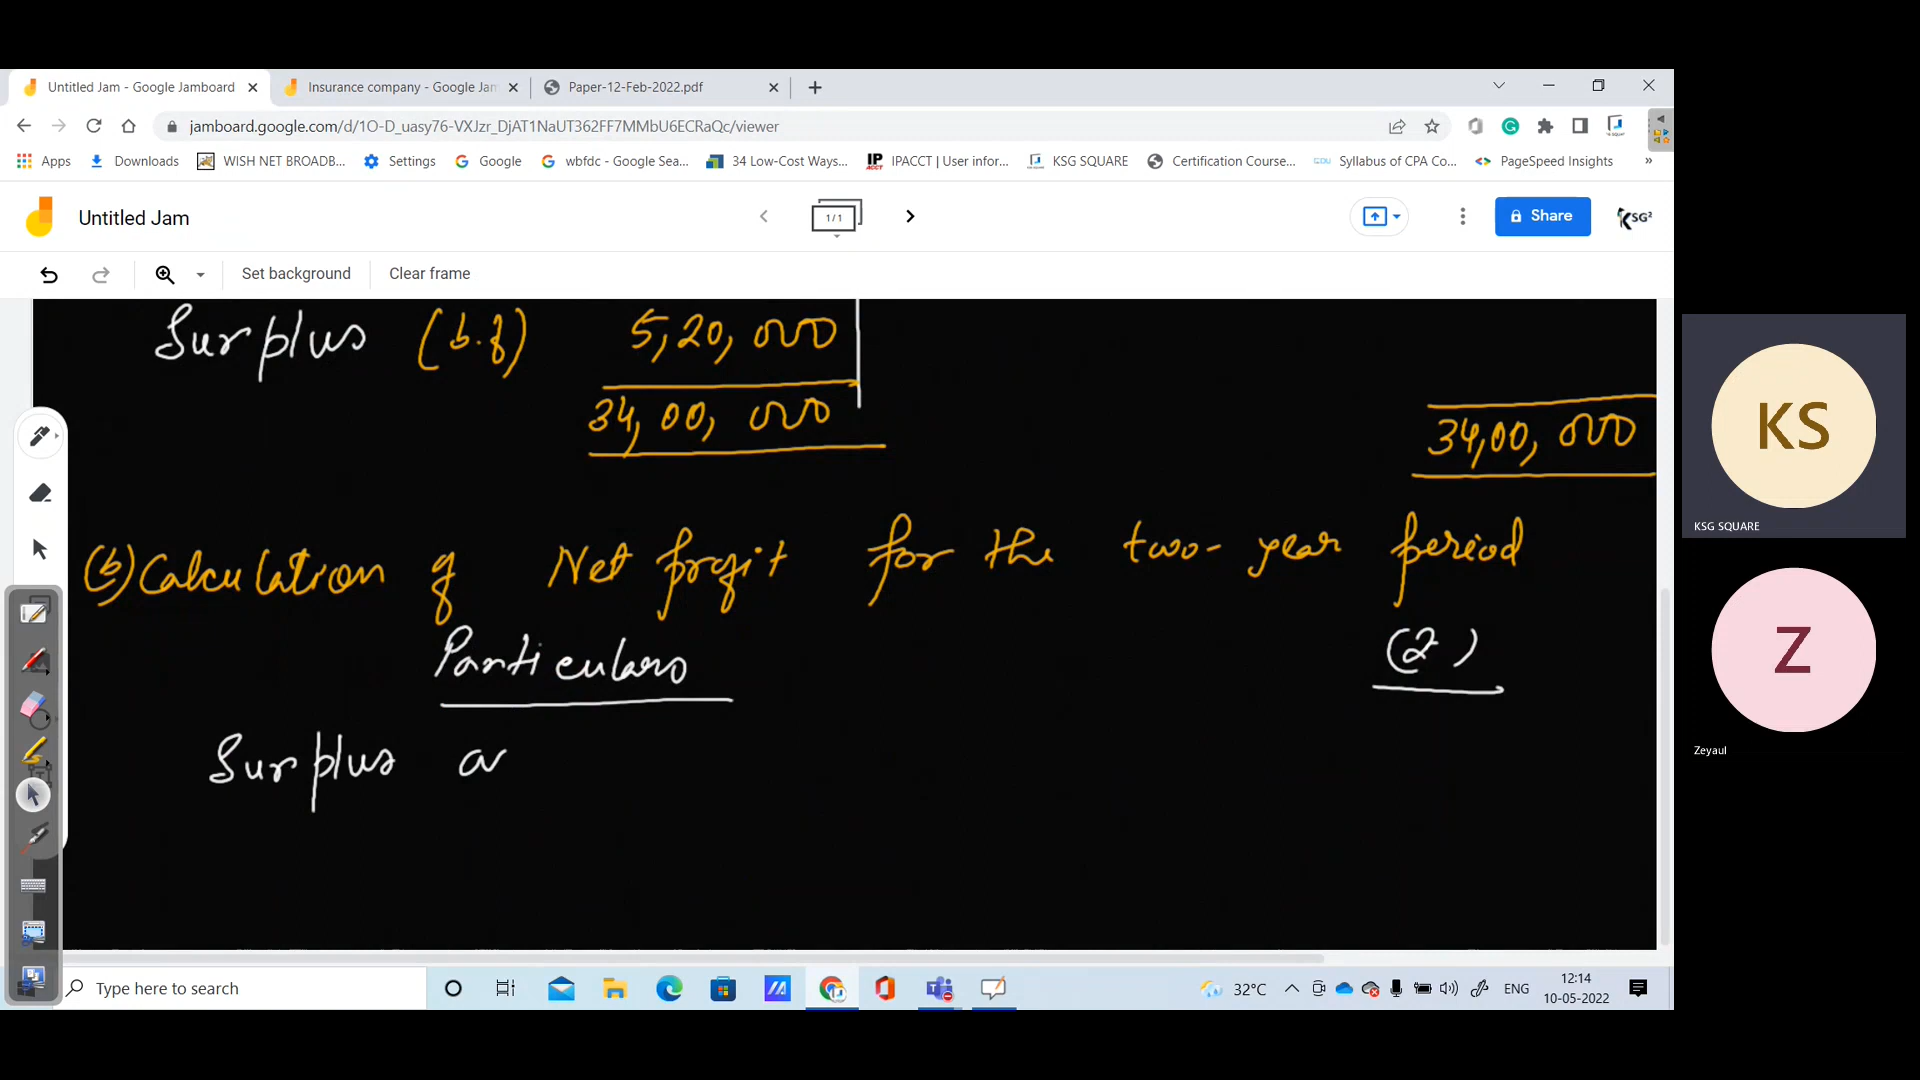 Untitled Jam - Google Jamboard
Insurance company - Google Jam
Paper-12-Feb-2022.pdf
jamboard.google.com/d/1O-D_uasy76-VXJzr_DjAT1NaUT362FF7MMbU6ECRaQc/viewer
Apps
Downloads
WISH NET BROADB...
Settings
Google
wbfdc - Google Sea...
34 Low-Cost Ways...
IPACCT | User infor...
KSG SQUARE
Certification Course...
Syllabus of CPA Co...
PageSpeed Insights
»
Untitled Jam
1/1
Share
KSG²
Set background
Clear frame
Surplus (b.f) 5,20,000
34,00,000
34,00,000
(b) Calculation of Net profit for the two-year period
Particulars (₹)
Surplus a
KS
KSG SQUARE
Z
Zeyaul
Type here to search
32°C
ENG
12:14
10-05-2022